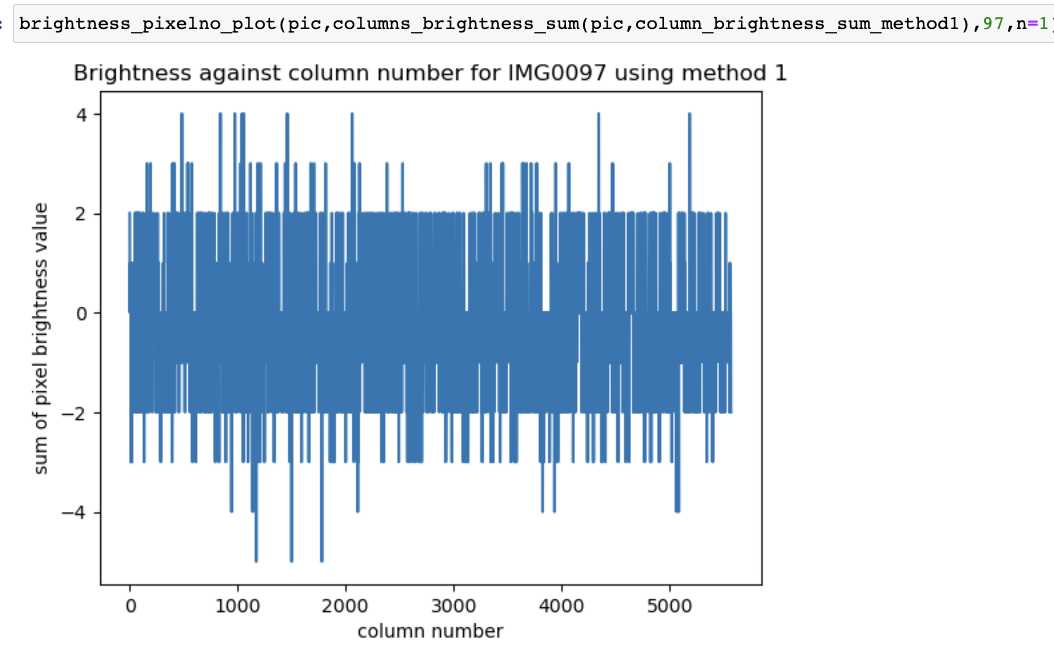 : brightness_pixelno_plot(pic,columns_brightness_sum(pic,column_brightness_sum_method1),97,n=1)
Brightness against column number for IMG0097 using method 1
4
2
0
−2
−4
sum of pixel brightness value
0 1000 2000 3000 4000 5000
column number